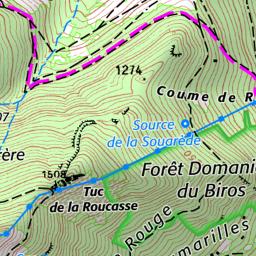 1274
Coume de R
07
Source
de la Souarède
ère
1508
Forêt Domani
du Biros
Tuc
de la Roucasse
Rouge
marilles